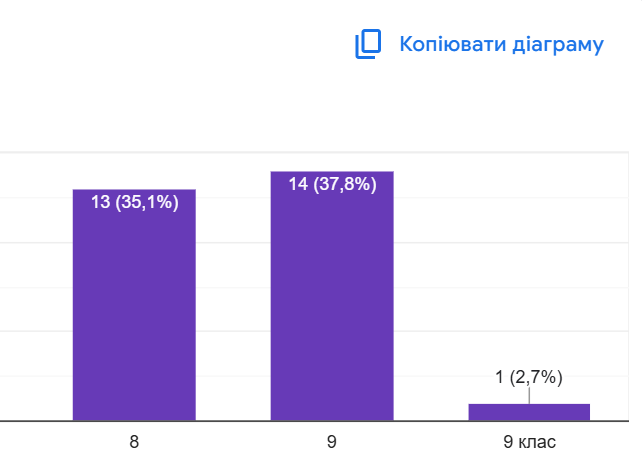 Копіювати діаграму
13 (35,1%)
14 (37,8%)
1 (2,7%)
8
9
9 клас